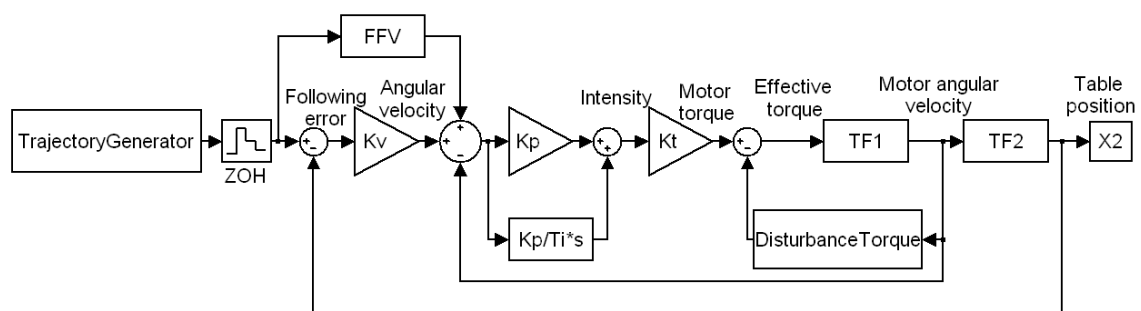 FFV
Following
error
Angular
velocity
Intensity
Motor
torque
Effective
torque
Motor angular
velocity
Table
position
TrajectoryGenerator
ZOH
+
−
Kv
+
+
−
Kp
+
+
Kt
+
−
TF1
TF2
X2
Kp/Ti*s
DisturbanceTorque